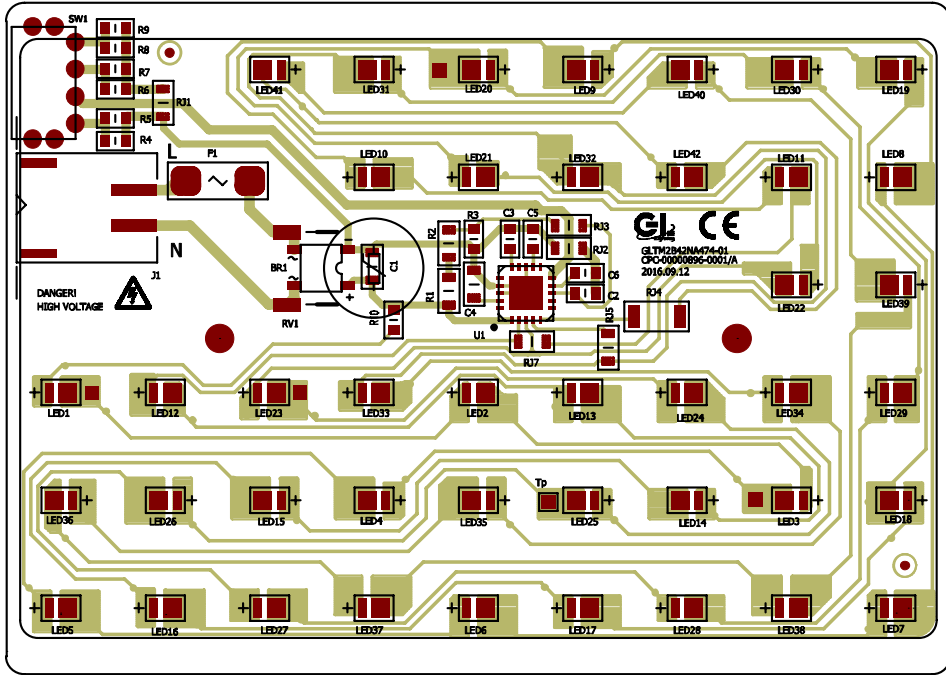 SW1
R9
R8
R7
R6
RJ1
R5
R4
L
F1
N
J1
DANGER!
HIGH VOLTAGE
LED41
LED31
LED20
LED9
LED40
LED30
LED19
LED10
LED21
LED32
LED42
LED11
LED8
BR1
RV1
C1
R10
R2
R1
R3
C4
C3
C5
RJ3
RJ2
C6
C2
U1
RJ7
RJ5
RJ4
GL CE
GLTM2B42NA474-01
CPO-00000896-0001/A
2016.09.12
LED22
LED39
LED1
LED12
LED23
LED33
LED2
LED13
LED24
LED34
LED29
LED36
LED26
LED15
LED4
LED35
Tp
LED25
LED14
LED3
LED18
LED5
LED16
LED27
LED37
LED6
LED17
LED28
LED38
LED7